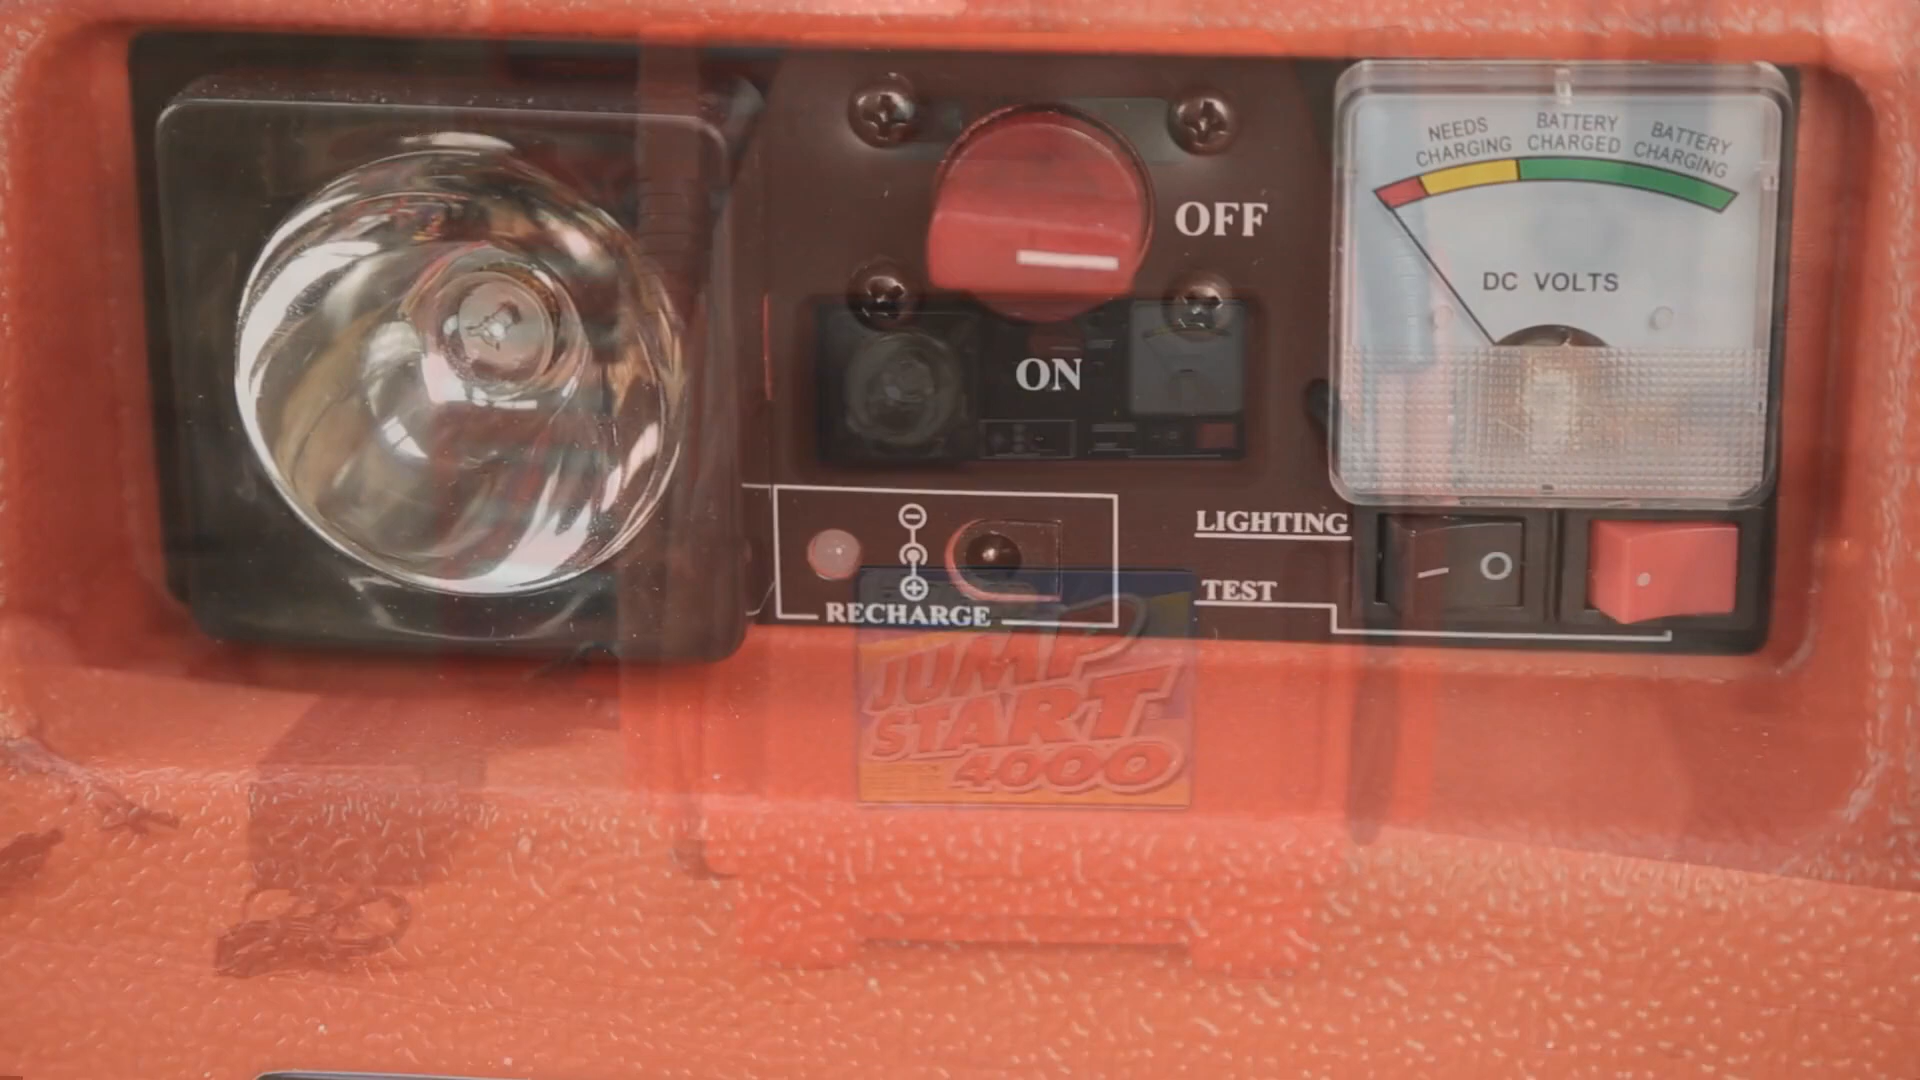 NEEDS
CHARGING
BATTERY
CHARGED
BATTERY
CHARGING
OFF
DC VOLTS
ON
LIGHTING
TEST
RECHARGE
JUMP
START
4000